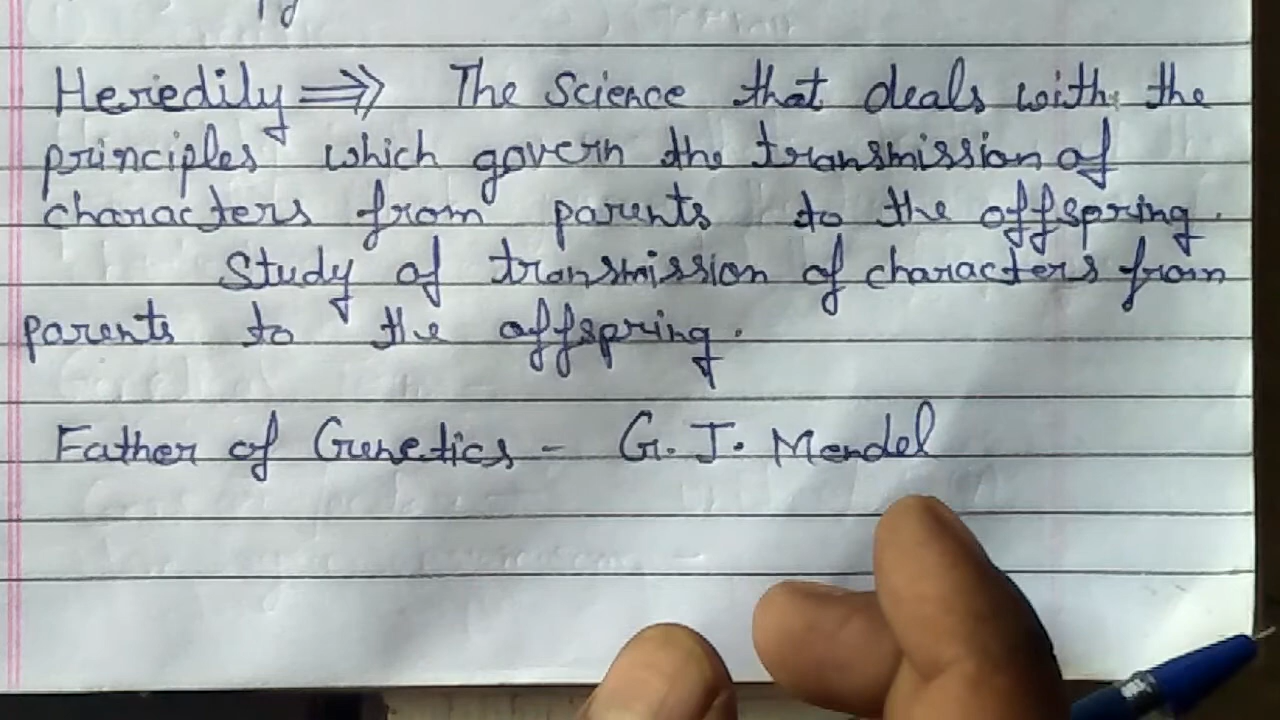 Heredily ⇒ The Science that deals with the
principles which govern the transmission of
characters from parents to the offspring.
Study of transmission of characters from
parents to the offspring.
Father of Genetics - G. J. Mendel